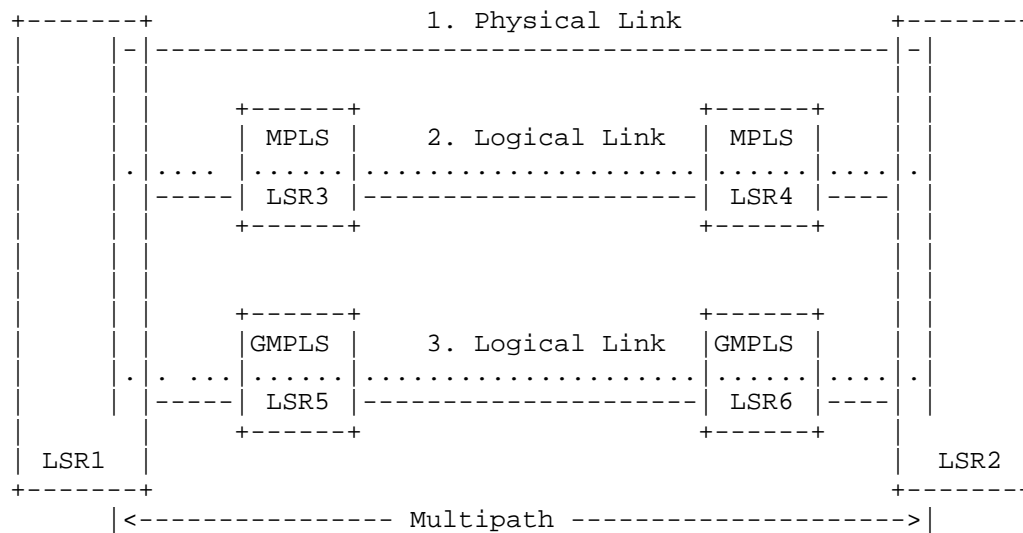 1. Physical Link
MPLS 2. Logical Link MPLS
LSR3 LSR4
GMPLS 3. Logical Link GMPLS
LSR5 LSR6
LSR1 LSR2
Multipath